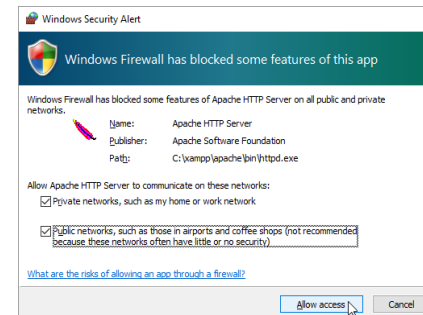 Windows Security Alert
Windows Firewall has blocked some features of this app
Windows Firewall has blocked some features of Apache HTTP Server on all public and private
networks.
Name: Apache HTTP Server
Publisher: Apache Software Foundation
Path: C:\xampp\apache\bin\httpd.exe
Allow Apache HTTP Server to communicate on these networks:
Private networks, such as my home or work network
Public networks, such as those in airports and coffee shops (not recommended
because these networks often have little or no security)
What are the risks of allowing an app through a firewall?
Allow access Cancel